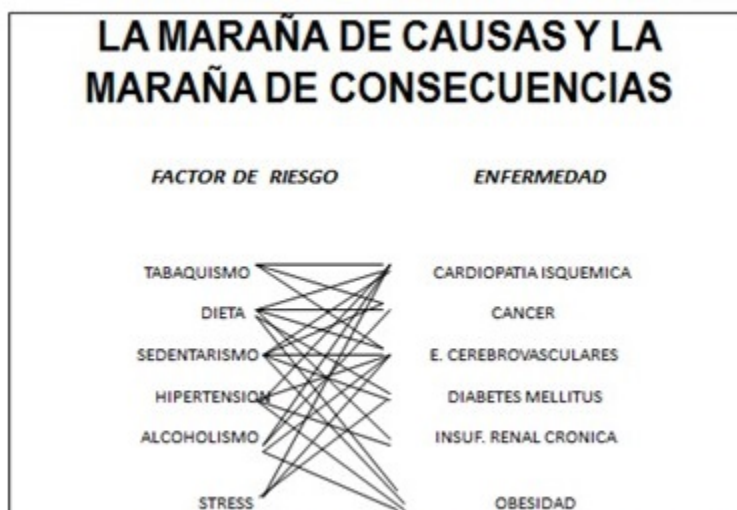 LA MARAÑA DE CAUSAS Y LA
MARAÑA DE CONSECUENCIAS
FACTOR DE RIESGO ENFERMEDAD
TABAQUISMO CARDIOPATIA ISQUEMICA
DIETA CANCER
SEDENTARISMO E. CEREBROVASCULARES
HIPERTENSION DIABETES MELLITUS
ALCOHOLISMO INSUF. RENAL CRONICA
STRESS OBESIDAD